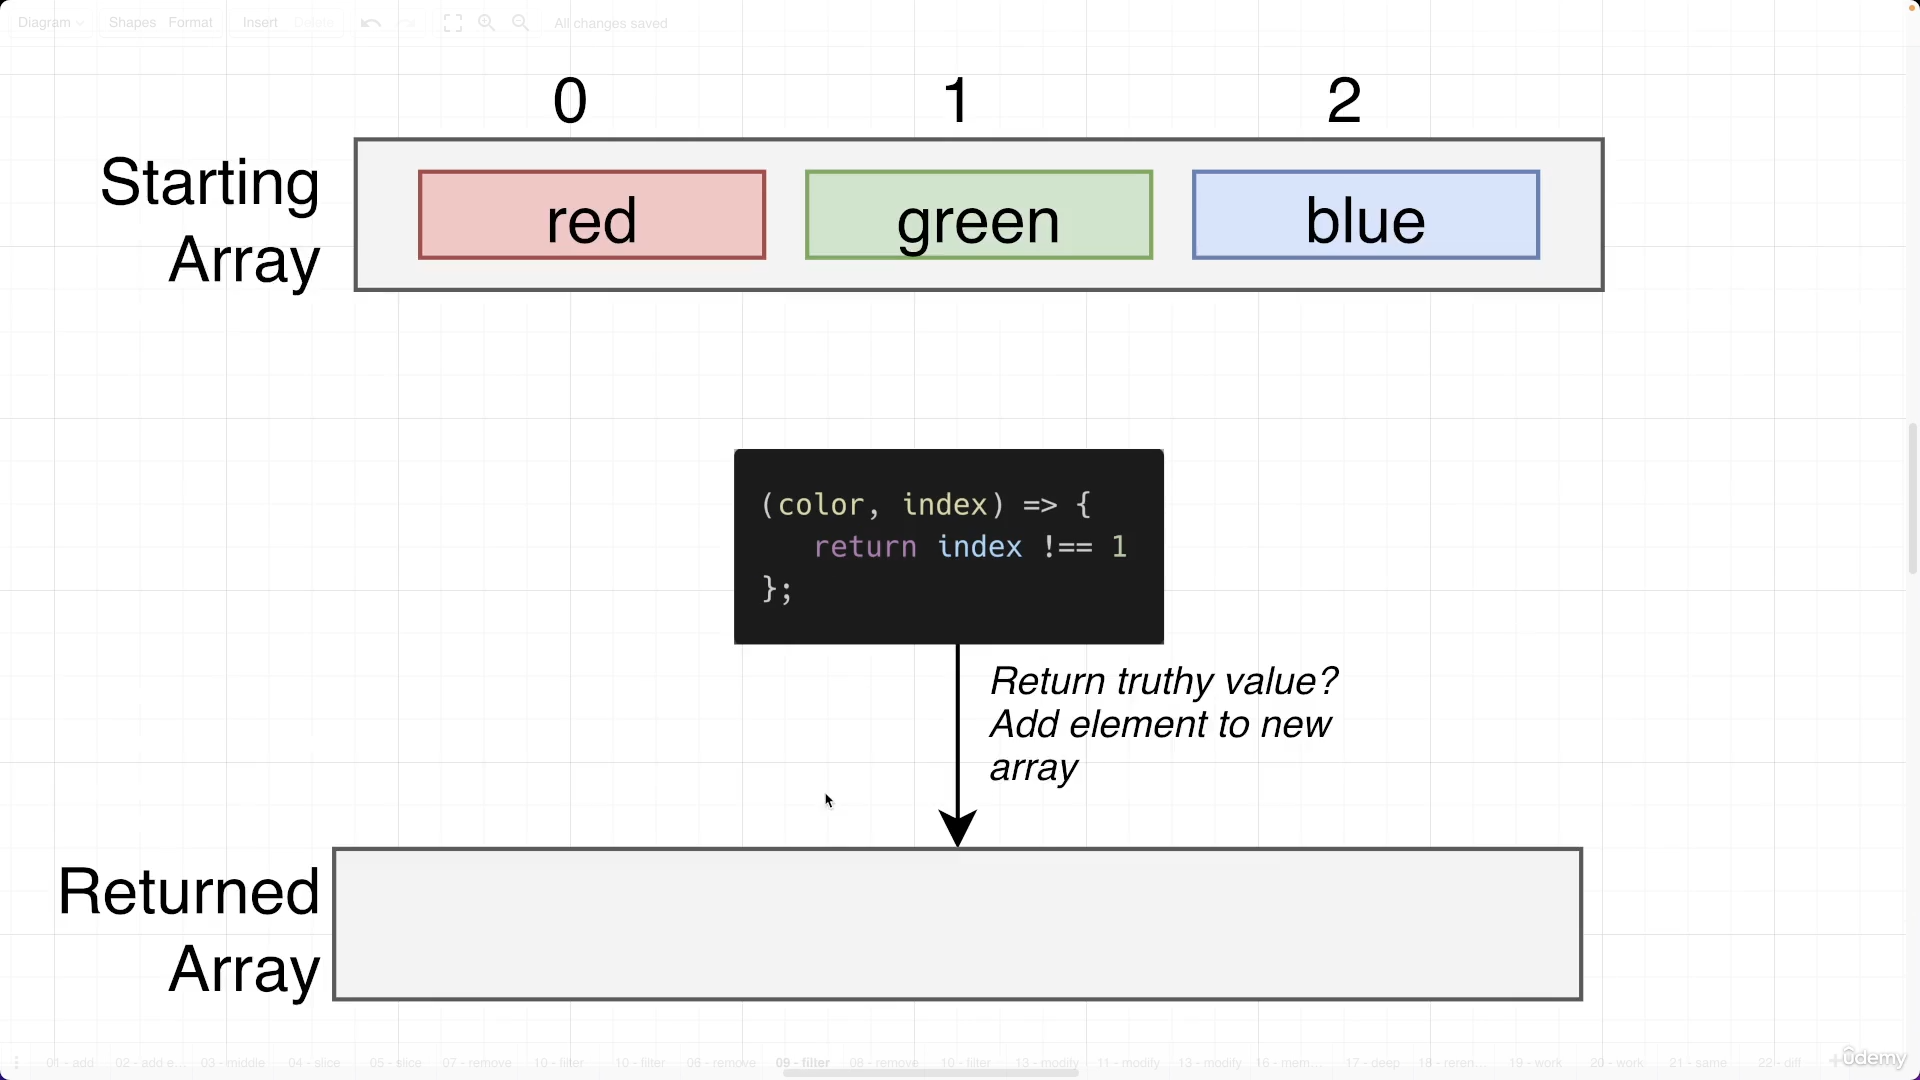 Diagram Shapes Format Insert Delete All changes saved
0 1 2
Starting
Array
red green blue
(color, index) => {
return index !== 1
};
Return truthy value?
Add element to new
array
Returned
Array
01 - add 02 - add e... 03 - middle 04 - slice 05 - slice 07 - remove 10 - filter 10 - filter 06 - remove 09 - filter 08 - remove 10 - filter 13 - modify 11 - modify 13 - modify 16 - mem... 17 - deep 18 - reren... 19 - work 20 - work 21 - same 22 - diff
ûdemy